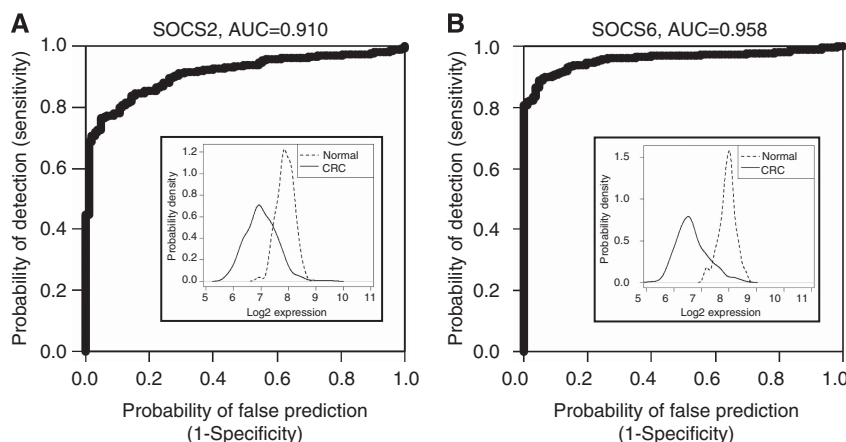 A
SOCS2, AUC=0.910
Probability of detection (sensitivity)
1.0
0.8
0.6
0.4
0.2
0.0
0.0 0.2 0.4 0.6 0.8 1.0
Probability of false prediction
(1-Specificity)
Probability density
1.2
1.0
0.8
0.6
0.4
0.2
0.0
Normal
CRC
5 6 7 8 9 10 11
Log2 expression
B
SOCS6, AUC=0.958
Probability of detection (sensitivity)
1.0
0.8
0.6
0.4
0.2
0.0
0.0 0.2 0.4 0.6 0.8 1.0
Probability of false prediction
(1-Specificity)
Probability density
1.5
1.0
0.5
0.0
Normal
CRC
5 6 7 8 9 10 11
Log2 expression